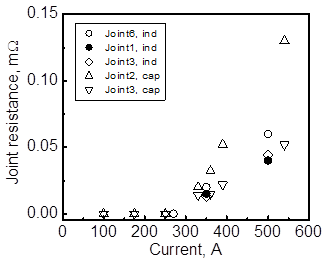 0.15
Joint6, ind
Joint1, ind
Joint3, ind
Joint2, cap
Joint3, cap
0.10
0.05
0.00
Joint resistance, mΩ
0 100 200 300 400 500 600
Current, A